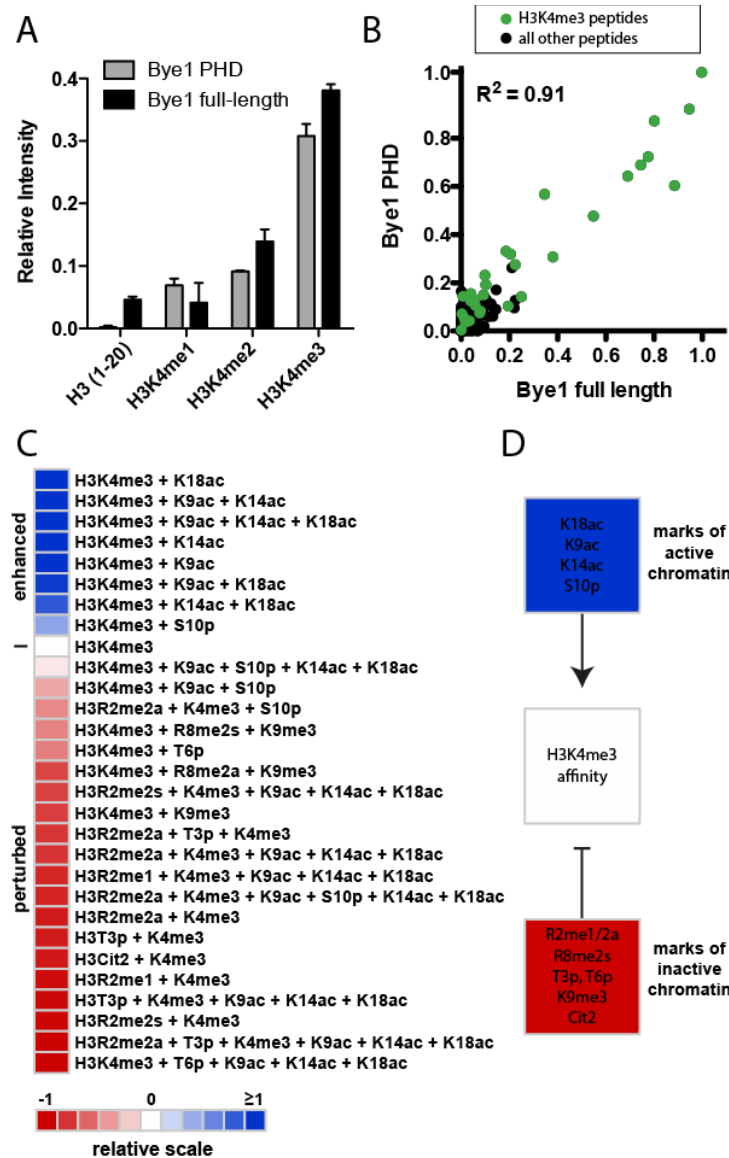 A
Bye1 PHD
Bye1 full-length
Relative Intensity
0.4
0.3
0.2
0.1
0.0
H3 (1-20)
H3K4me1
H3K4me2
H3K4me3
B
H3K4me3 peptides
all other peptides
R² = 0.91
Bye1 PHD
1.0
0.8
0.6
0.4
0.2
0.0
0.0 0.2 0.4 0.6 0.8 1.0
Bye1 full length
C
enhanced
H3K4me3 + K18ac
H3K4me3 + K9ac + K14ac
H3K4me3 + K9ac + K14ac + K18ac
H3K4me3 + K14ac
H3K4me3 + K9ac
H3K4me3 + K9ac + K18ac
H3K4me3 + K14ac + K18ac
H3K4me3 + S10p
H3K4me3
perturbed
H3K4me3 + K9ac + S10p + K14ac + K18ac
H3K4me3 + K9ac + S10p
H3R2me2a + K4me3 + S10p
H3K4me3 + R8me2s + K9me3
H3K4me3 + T6p
H3K4me3 + R8me2a + K9me3
H3R2me2s + K4me3 + K9ac + K14ac + K18ac
H3K4me3 + K9me3
H3R2me2a + T3p + K4me3
H3R2me2a + K4me3 + K9ac + K14ac + K18ac
H3R2me1 + K4me3 + K9ac + K14ac + K18ac
H3R2me2a + K4me3 + K9ac + S10p + K14ac + K18ac
H3R2me2a + K4me3
H3T3p + K4me3
H3Cit2 + K4me3
H3R2me1 + K4me3
H3T3p + K4me3 + K9ac + K14ac + K18ac
H3R2me2s + K4me3
H3R2me2a + T3p + K4me3 + K9ac + K14ac + K18ac
H3K4me3 + T6p + K9ac + K14ac + K18ac
-1 0 ≥1
relative scale
D
K18ac
K9ac
K14ac
S10p
marks of
active
chromatin
H3K4me3
affinity
R2me1/2a
R8me2s
T3p, T6p
K9me3
Cit2
marks of
inactive
chromatin